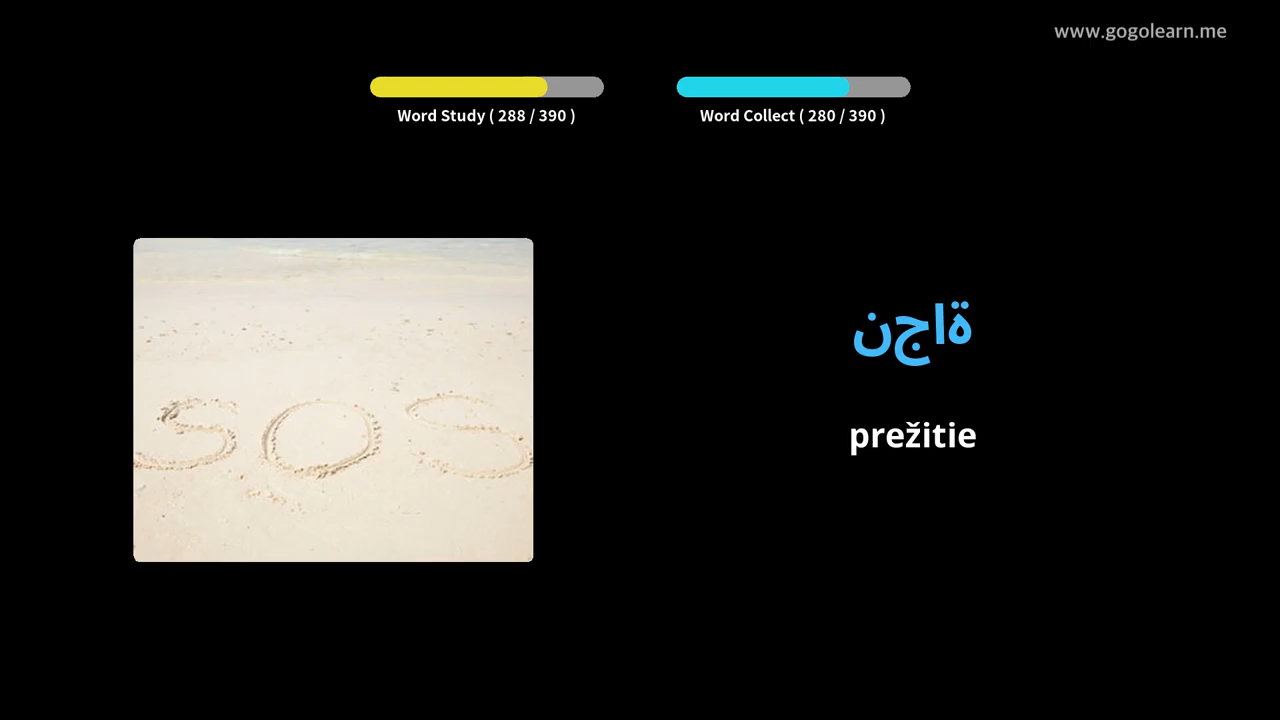 www.gogolearn.me
Word Study ( 288 / 390 )
Word Collect ( 280 / 390 )
SOS
نجاة
prežitie